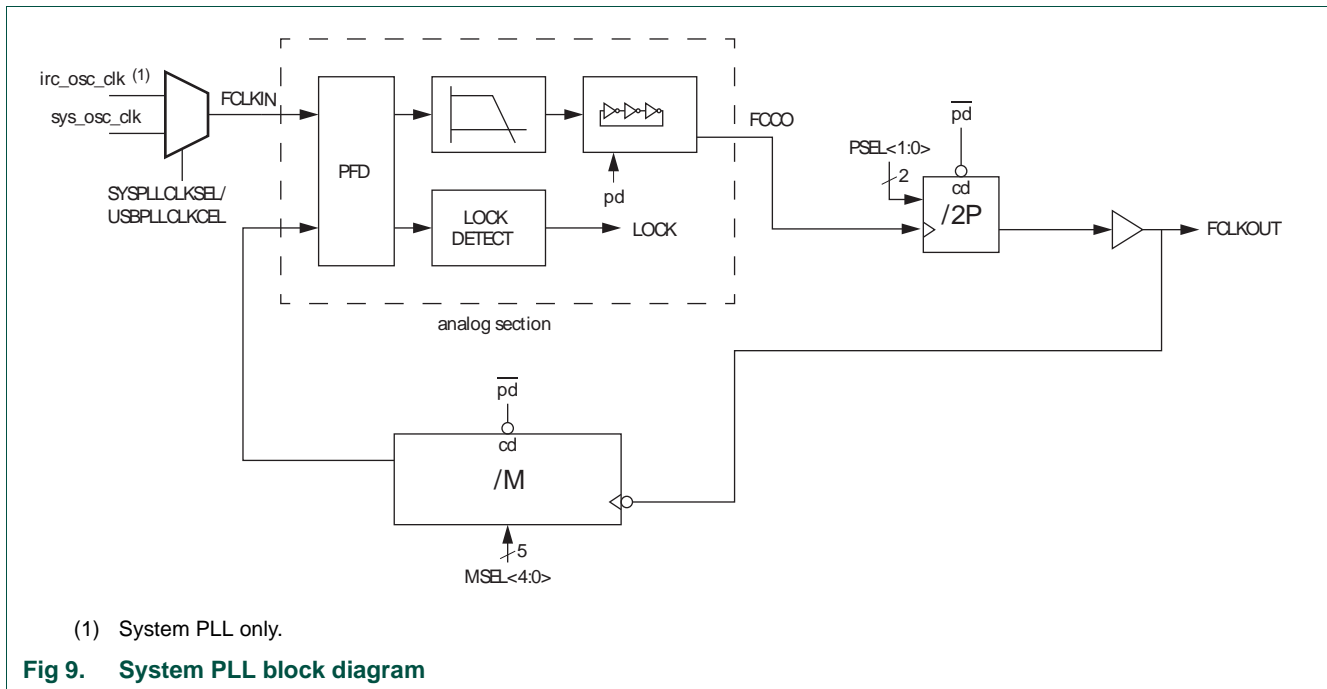 irc_osc_clk (1)
sys_osc_clk
FCLKIN
SYSPLLCLKSEL/
USBPLLCLKCEL
PFD
LOCK
DETECT
LOCK
pd
FCCO
analog section
pd
PSEL<1:0>
2
cd
/2P
FCLKOUT
pd
cd
/M
5
MSEL<4:0>
(1) System PLL only.
Fig 9. System PLL block diagram